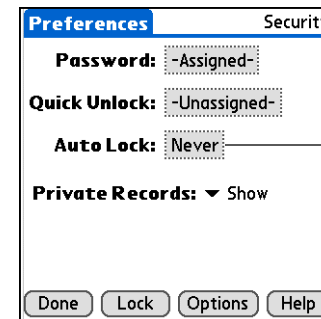 Preferences Securit
Password: -Assigned-
Quick Unlock: -Unassigned-
Auto Lock: Never
Private Records: Show
Done Lock Options Help